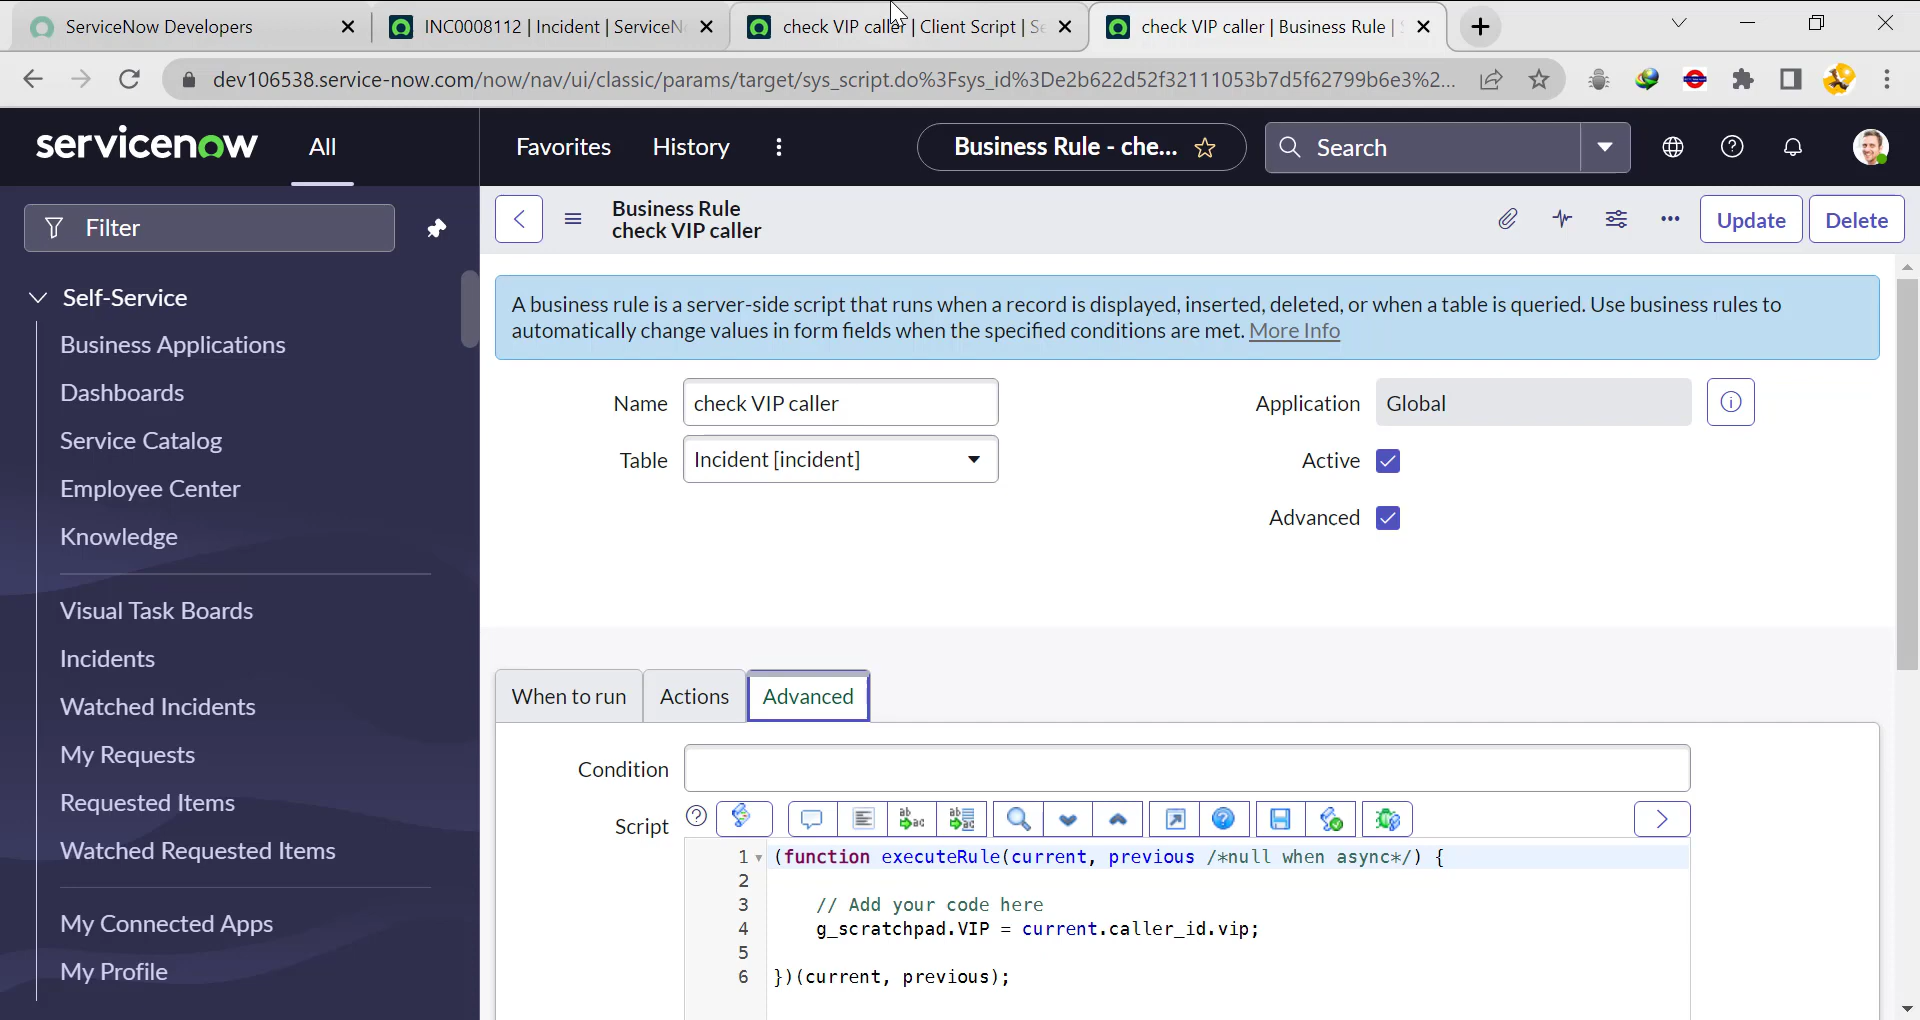 ServiceNow Developers
INC0008112 | Incident | ServiceN
check VIP caller | Client Script | Se
check VIP caller | Business Rule | S
dev106538.service-now.com/now/nav/ui/classic/params/target/sys_script.do%3Fsys_id%3De2b622d52f32111053b7d5f62799b6e3%2...
servicenow
All
Favorites
History
Business Rule - che...
Search
Filter
Business Rule
check VIP caller
Update
Delete
Self-Service
Business Applications
Dashboards
Service Catalog
Employee Center
Knowledge
Visual Task Boards
Incidents
Watched Incidents
My Requests
Requested Items
Watched Requested Items
My Connected Apps
My Profile
A business rule is a server-side script that runs when a record is displayed, inserted, deleted, or when a table is queried. Use business rules to
automatically change values in form fields when the specified conditions are met. More Info
Name
check VIP caller
Application
Global
Table
Incident [incident]
Active
Advanced
When to run
Actions
Advanced
Condition
Script
1 (function executeRule(current, previous /*null when async*/) {
2
3 // Add your code here
4 g_scratchpad.VIP = current.caller_id.vip;
5
6 })(current, previous);